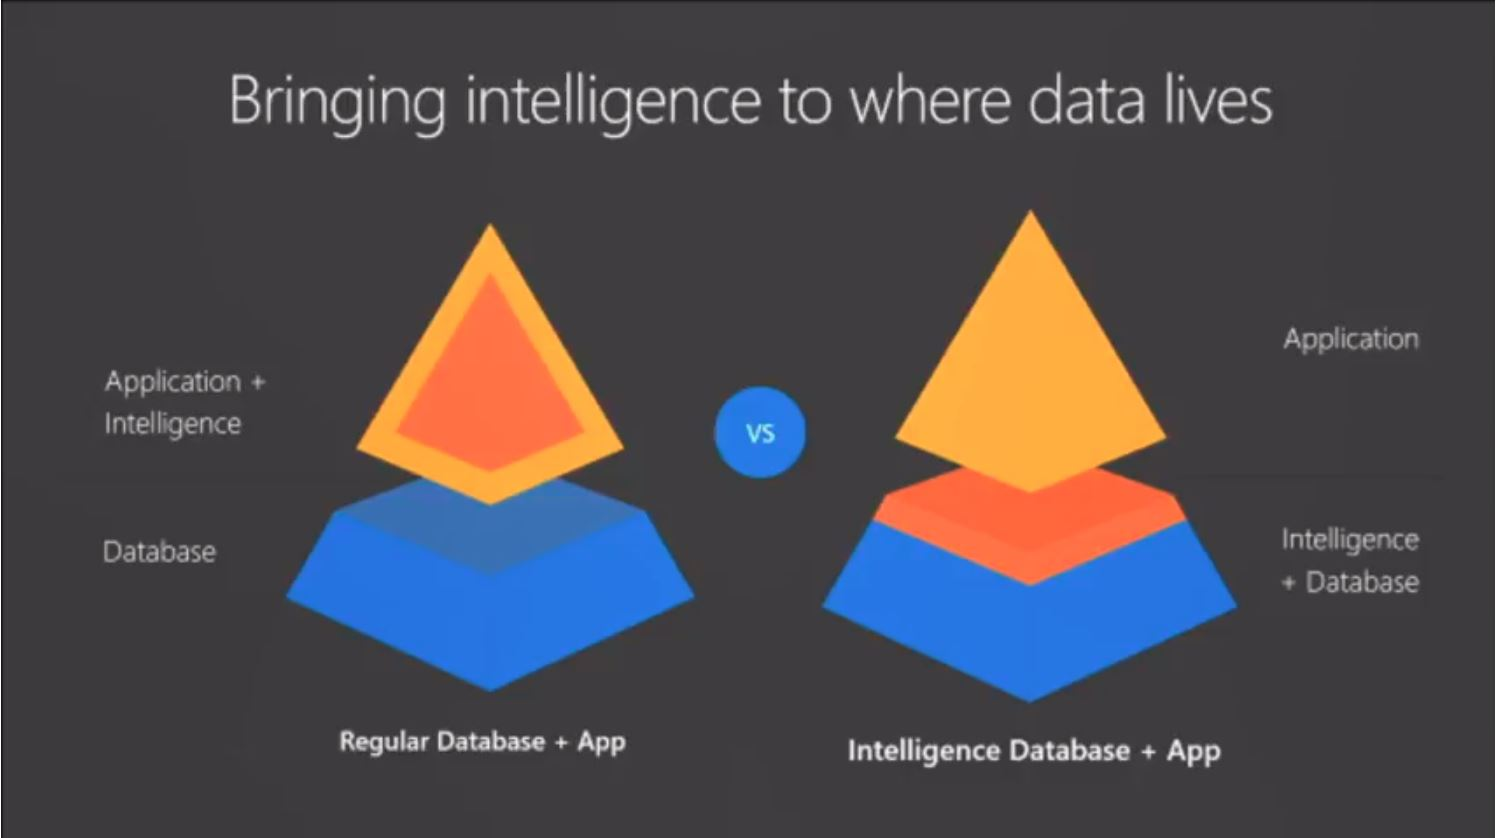 Bringing intelligence to where data lives
Application +
Intelligence
Database
VS
Application
Intelligence
+ Database
Regular Database + App
Intelligence Database + App